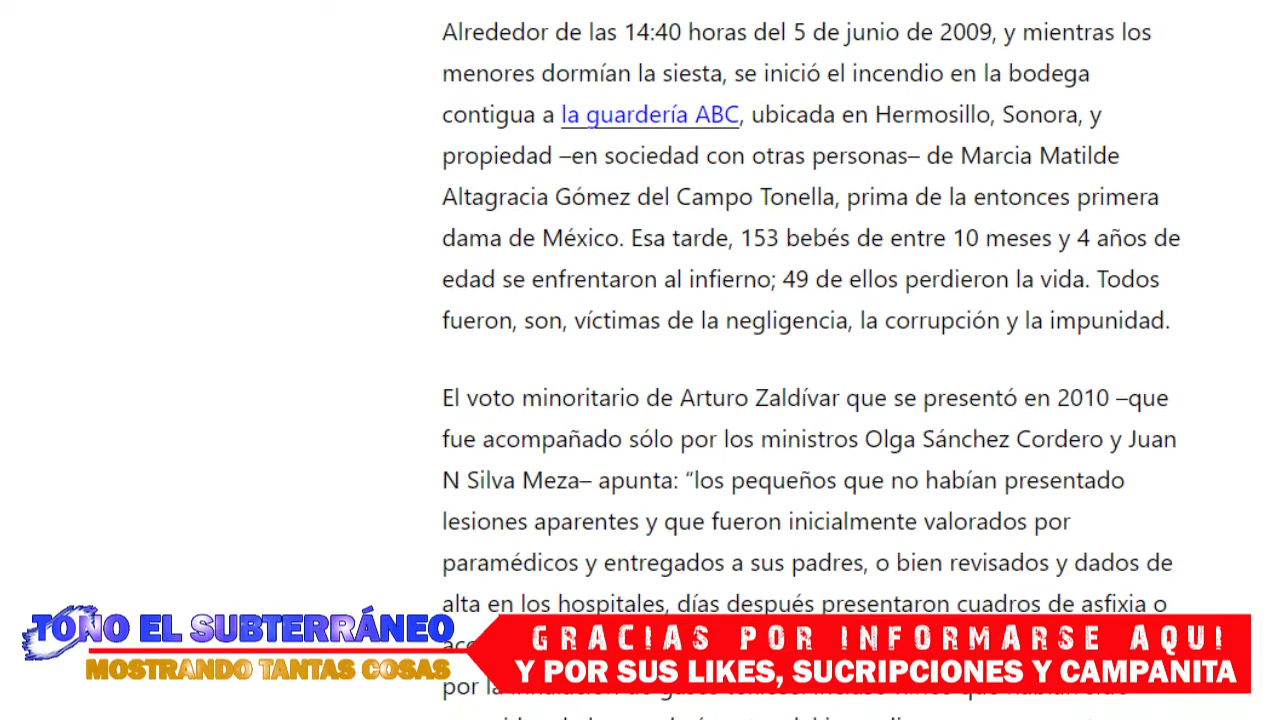 Alrededor de las 14:40 horas del 5 de junio de 2009, y mientras los
menores dormían la siesta, se inició el incendio en la bodega
contigua a la guardería ABC, ubicada en Hermosillo, Sonora, y
propiedad –en sociedad con otras personas– de Marcia Matilde
Altagracia Gómez del Campo Tonella, prima de la entonces primera
dama de México. Esa tarde, 153 bebés de entre 10 meses y 4 años de
edad se enfrentaron al infierno; 49 de ellos perdieron la vida. Todos
fueron, son, víctimas de la negligencia, la corrupción y la impunidad.
El voto minoritario de Arturo Zaldívar que se presentó en 2010 –que
fue acompañado sólo por los ministros Olga Sánchez Cordero y Juan
N Silva Meza– apunta: “los pequeños que no habían presentado
lesiones aparentes y que fueron inicialmente valorados por
paramédicos y entregados a sus padres, o bien revisados y dados de
alta en los hospitales, días después presentaron cuadros de asfixia o
por la
TOÑO EL SUBTERRÁNEO
MOSTRANDO TANTAS COSAS
GRACIAS POR INFORMARSE AQUI
Y POR SUS LIKES, SUCRIPCIONES Y CAMPANITA